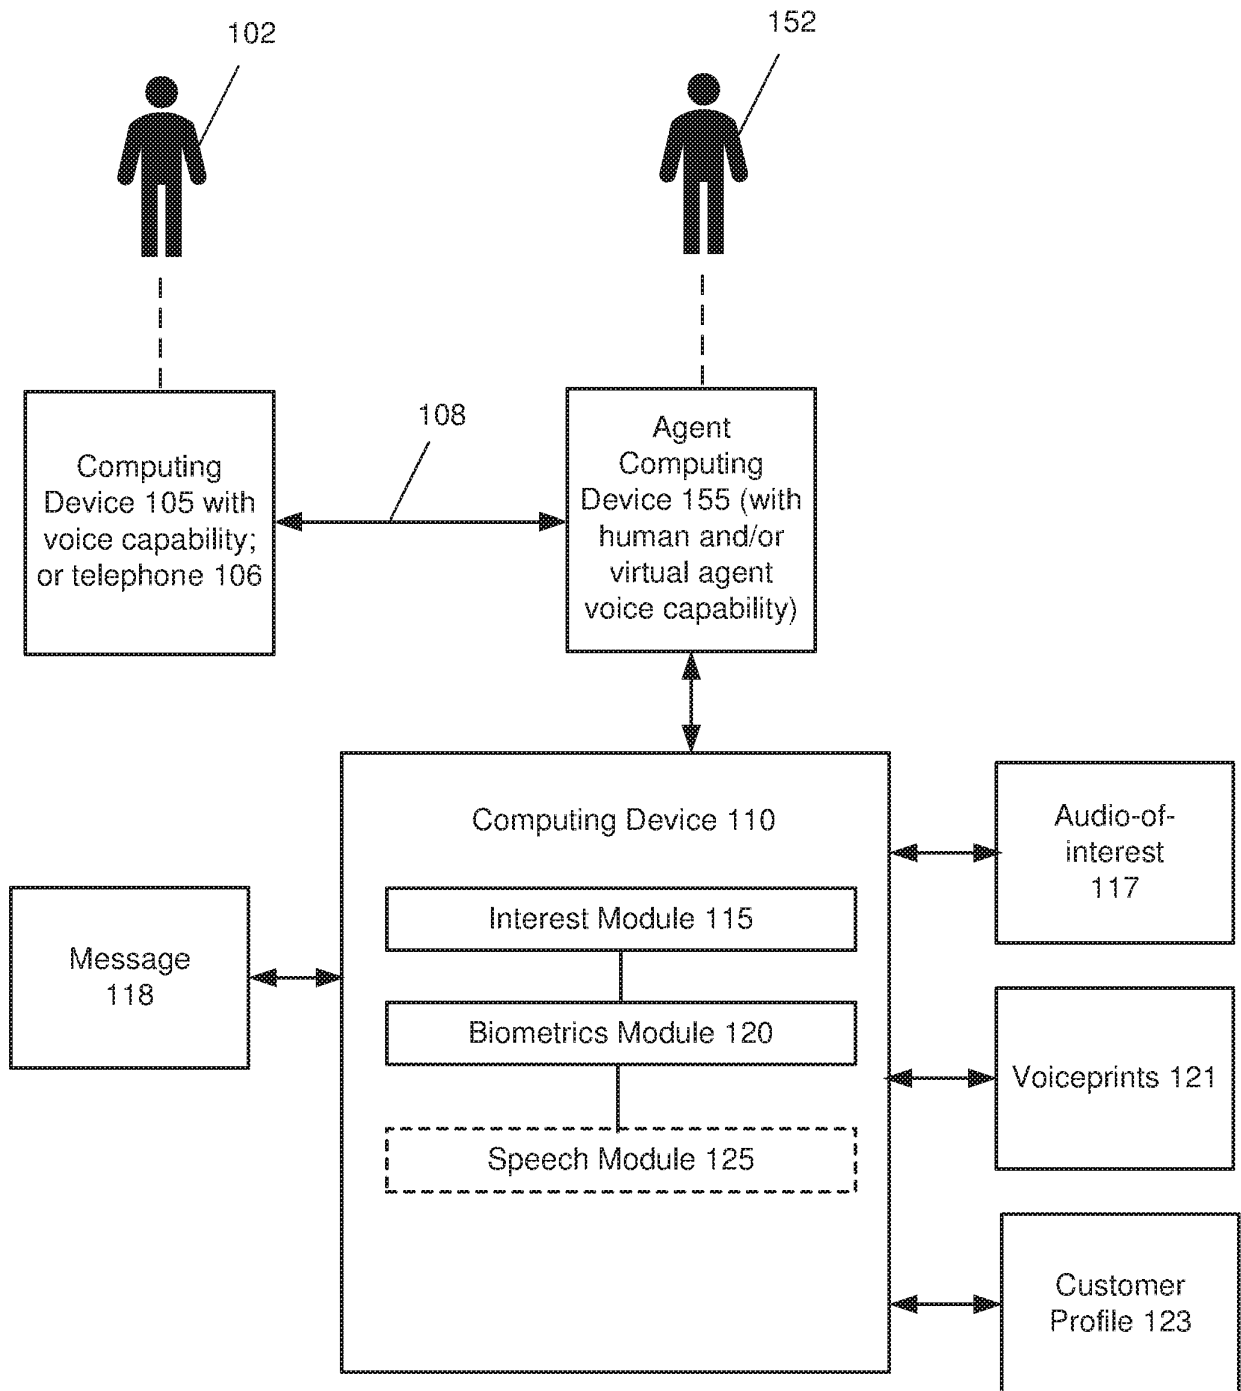 102
152
108
Computing
Device 105 with
voice capability;
or telephone 106
Agent
Computing
Device 155 (with
human and/or
virtual agent
voice capability)
Computing Device 110
Interest Module 115
Biometrics Module 120
Speech Module 125
Message
118
Audio-of-
interest
117
Voiceprints 121
Customer
Profile 123